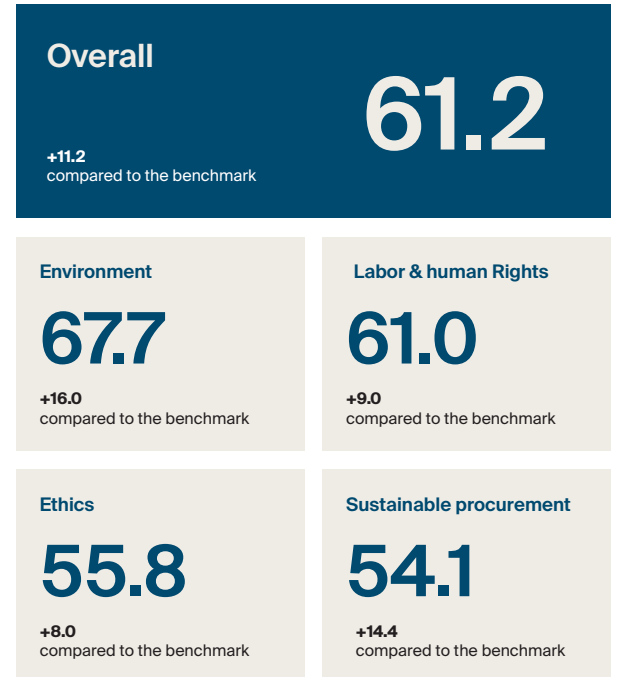 Overall
61.2
+11.2
compared to the benchmark
Environment
67.7
+16.0
compared to the benchmark
Labor & human Rights
61.0
+9.0
compared to the benchmark
Ethics
55.8
+8.0
compared to the benchmark
Sustainable procurement
54.1
+14.4
compared to the benchmark